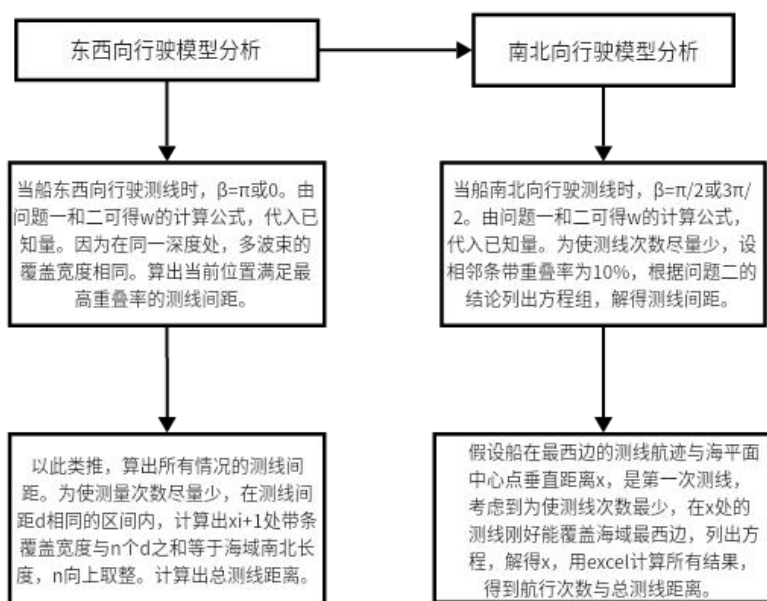 东西向行驶模型分析
南北向行驶模型分析
当船东西向行驶测线时，β=π或0。由
问题一和二可得w的计算公式，代入已
知量。因为在同一深度处，多波束的
覆盖宽度相同。算出当前位置满足最
高重叠率的测线间距。
当船南北向行驶测线时，β=π/2或3π/
2。由问题一和二可得w的计算公式，
代入已知量。为使测线次数尽量少，设
相邻条带重叠率为10%，根据问题二的
结论列出方程组，解得测线间距。
以此类推，算出所有情况的测线间
距。为使测量次数尽量少，在测线间
距d相同的区间内，计算出xi+1处带条
覆盖宽度与n个d之和等于海域南北长
度，n向上取整。计算出总测线距离。
假设船在最西边的测线航迹与海平面
中心点垂直距离x，是第一次测线，
考虑到为使测线次数最少，在x处的
测线刚好能覆盖海域最西边，列出方
程，解得x，用excel计算所有结果，
得到航行次数与总测线距离。